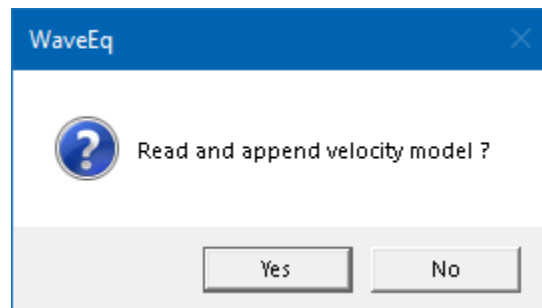 WaveEq
Read and append velocity model ?
Yes No